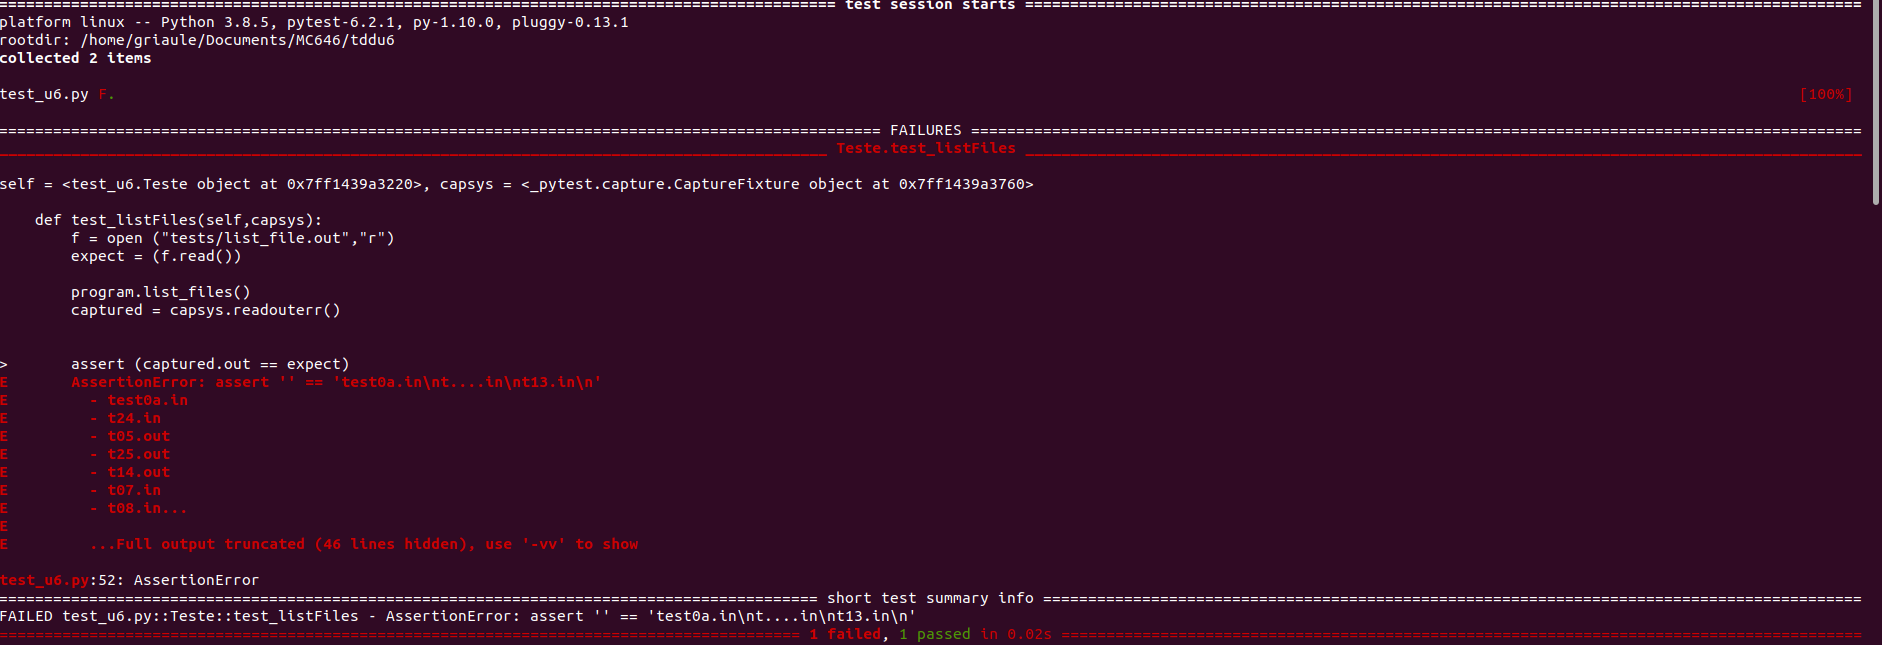 ============================================================================================= test session starts =============================================================================================
platform linux -- Python 3.8.5, pytest-6.2.1, py-1.10.0, pluggy-0.13.1
rootdir: /home/griaule/Documents/MC646/tddu6
collected 2 items
test_u6.py F. [100%]
================================================================================================== FAILURES ===================================================================================================
____________________________________________________________________________________________ Teste.test_listFiles _____________________________________________________________________________________________
self = <test_u6.Teste object at 0x7ff1439a3220>, capsys = <_pytest.capture.CaptureFixture object at 0x7ff1439a3760>
    def test_listFiles(self,capsys):
        f = open ("tests/list_file.out","r")
        expect = (f.read())
        program.list_files()
        captured = capsys.readouterr()
>       assert (captured.out == expect)
E       AssertionError: assert '' == 'test0a.in\nt....in\nt13.in\n'
E         - test0a.in
E         - t24.in
E         - t05.out
E         - t25.out
E         - t14.out
E         - t07.in
E         - t08.in...
E
E         ...Full output truncated (46 lines hidden), use '-vv' to show
test_u6.py:52: AssertionError
=========================================================================================== short test summary info ===========================================================================================
FAILED test_u6.py::Teste::test_listFiles - AssertionError: assert '' == 'test0a.in\nt....in\nt13.in\n'
========================================================================================= 1 failed, 1 passed in 0.02s =========================================================================================